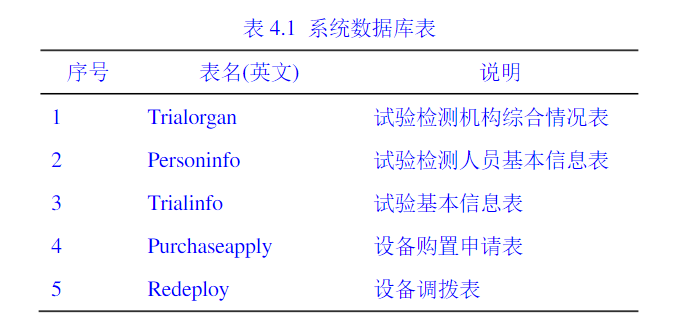 表 4.1 系统数据库表
序号 表名(英文) 说明
1 Trialorgan 试验检测机构综合情况表
2 Personinfo 试验检测人员基本信息表
3 Trialinfo 试验基本信息表
4 Purchaseapply 设备购置申请表
5 Redeploy 设备调拨表